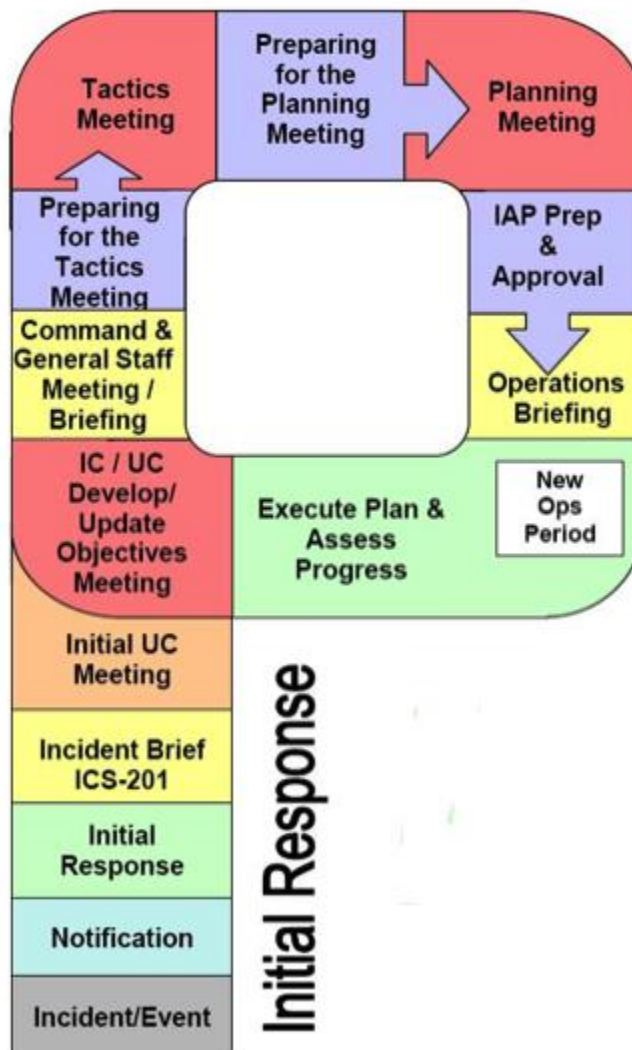 Tactics
Meeting
Preparing
for the
Planning
Meeting
Planning
Meeting
Preparing
for the
Tactics
Meeting
IAP Prep
&
Approval
Command &
General Staff
Meeting /
Briefing
Operations
Briefing
IC / UC
Develop/
Update
Objectives
Meeting
Execute Plan &
Assess
Progress
New
Ops
Period
Initial UC
Meeting
Incident Brief
ICS-201
Initial
Response
Notification
Incident/Event
Initial Response